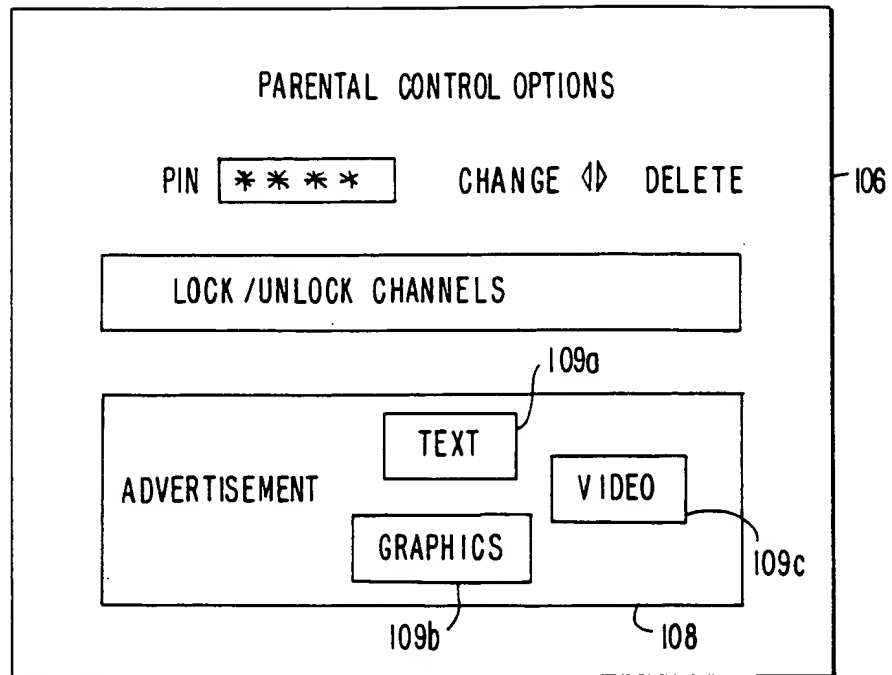 PARENTAL CONTROL OPTIONS
PIN **** CHANGE ◁▷ DELETE
106
LOCK/UNLOCK CHANNELS
109a
TEXT
ADVERTISEMENT
VIDEO
GRAPHICS
109c
109b
108